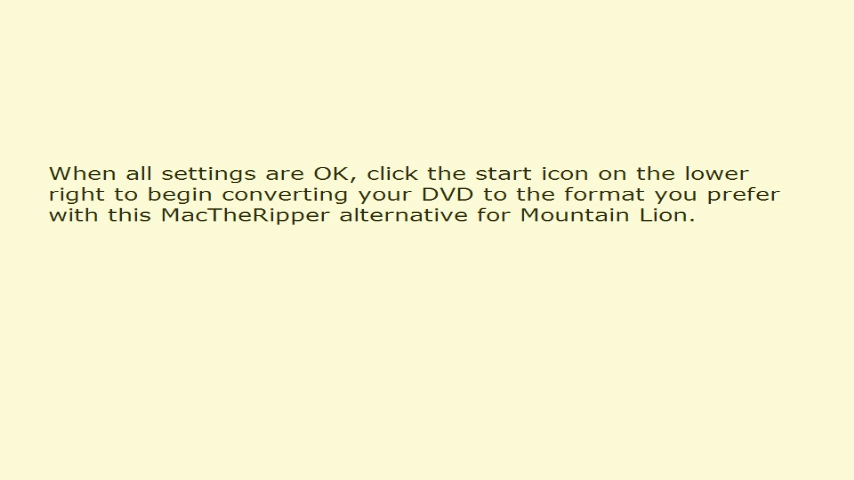 When all settings are OK, click the start icon on the lower
right to begin converting your DVD to the format you prefer
with this MacTheRipper alternative for Mountain Lion.